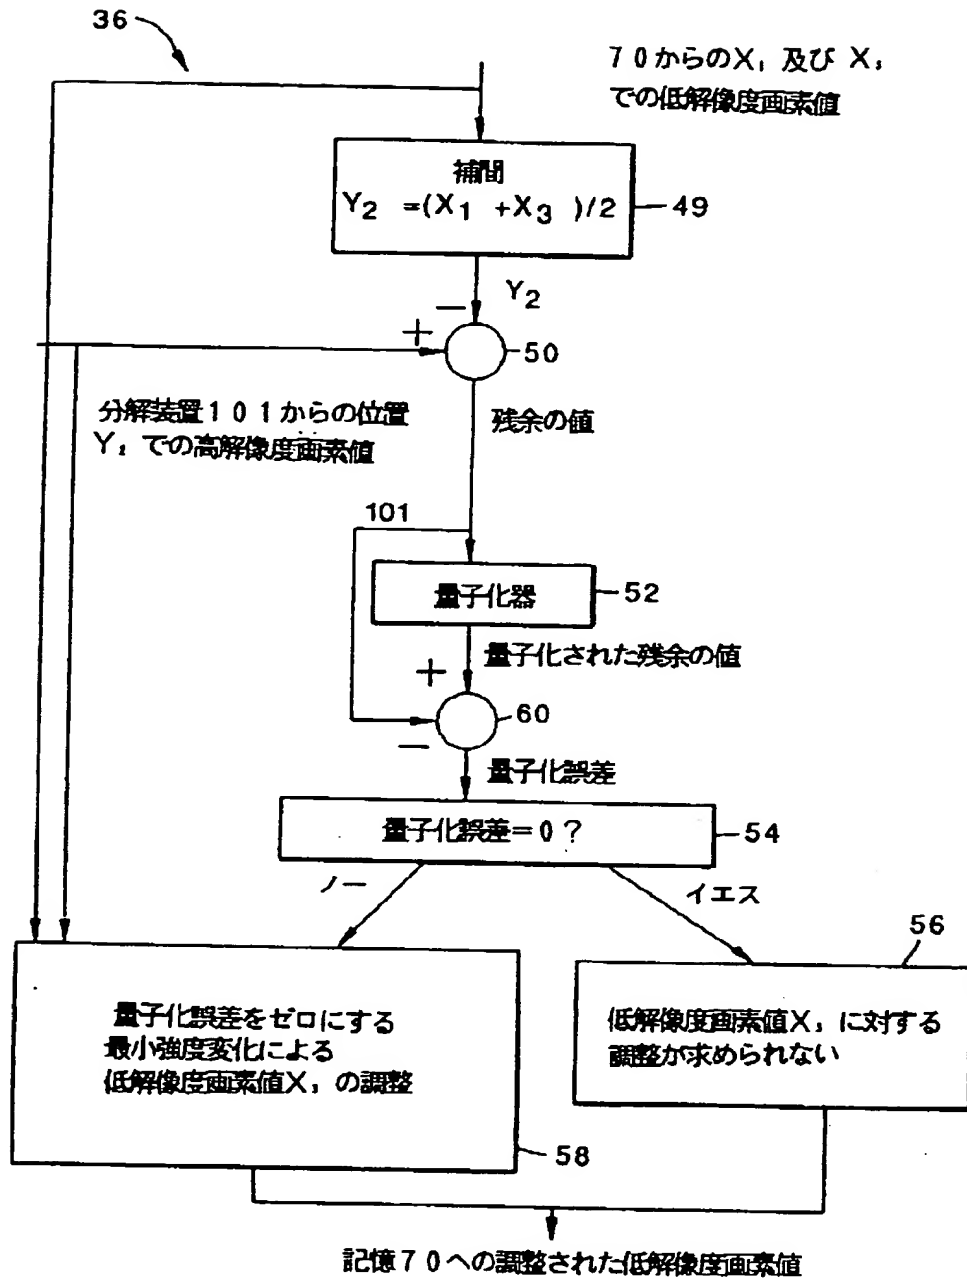 36
70からのX₁ 及び X₃
での低解像度画素値
補間
Y₂ =(X₁ +X₃ )/2
49
Y₂
−
+
50
分解装置101からの位置
Y₂ での高解像度画素値
残余の値
101
量子化器
52
量子化された残余の値
+
60
−
量子化誤差
量子化誤差=0?
54
ノー
イエス
56
量子化誤差をゼロにする
最小強度変化による
低解像度画素値X₃ の調整
低解像度画素値X₃ に対する
調整が求められない
58
記憶70への調整された低解像度画素値